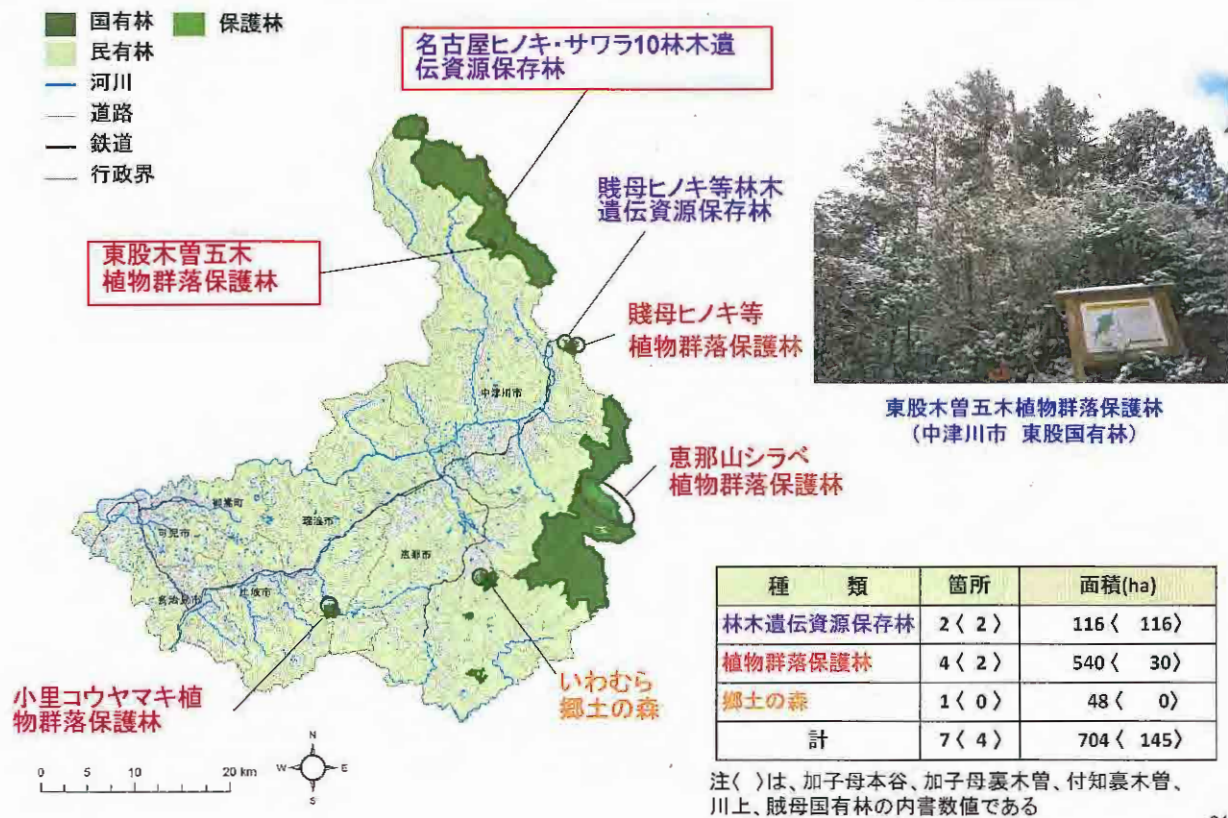 国有林 保護林
民有林
河川
道路
鉄道
行政界
名古屋ヒノキ・サワラ10林木遺
伝資源保存林
賤母ヒノキ等林木
遺伝資源保存林
東股木曽五木
植物群落保護林
賤母ヒノキ等
植物群落保護林
中津川市
東股木曽五木植物群落保護林
(中津川市 東股国有林)
恵那山シラベ
植物群落保護林
御嵩町
可児市
瑞浪市
恵那市
多治見市
土岐市
小里コウヤマキ植
物群落保護林
いわむら
郷土の森
N
W E
S
0 5 10 20 km
種 類 箇所 面積(ha)
林木遺伝資源保存林 2〈 2〉 116〈 116〉
植物群落保護林 4〈 2〉 540〈 30〉
郷土の森 1〈 0〉 48〈 0〉
計 7〈 4〉 704〈 145〉
注〈 〉は、加子母本谷、加子母裏木曽、付知裏木曽、
川上、賤母国有林の内書数値である